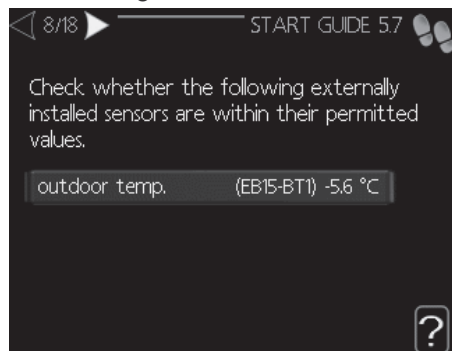 8/18 START GUIDE 5.7
Check whether the following externally
installed sensors are within their permitted
values.
outdoor temp. (EB15-BT1) -5.6 °C
?